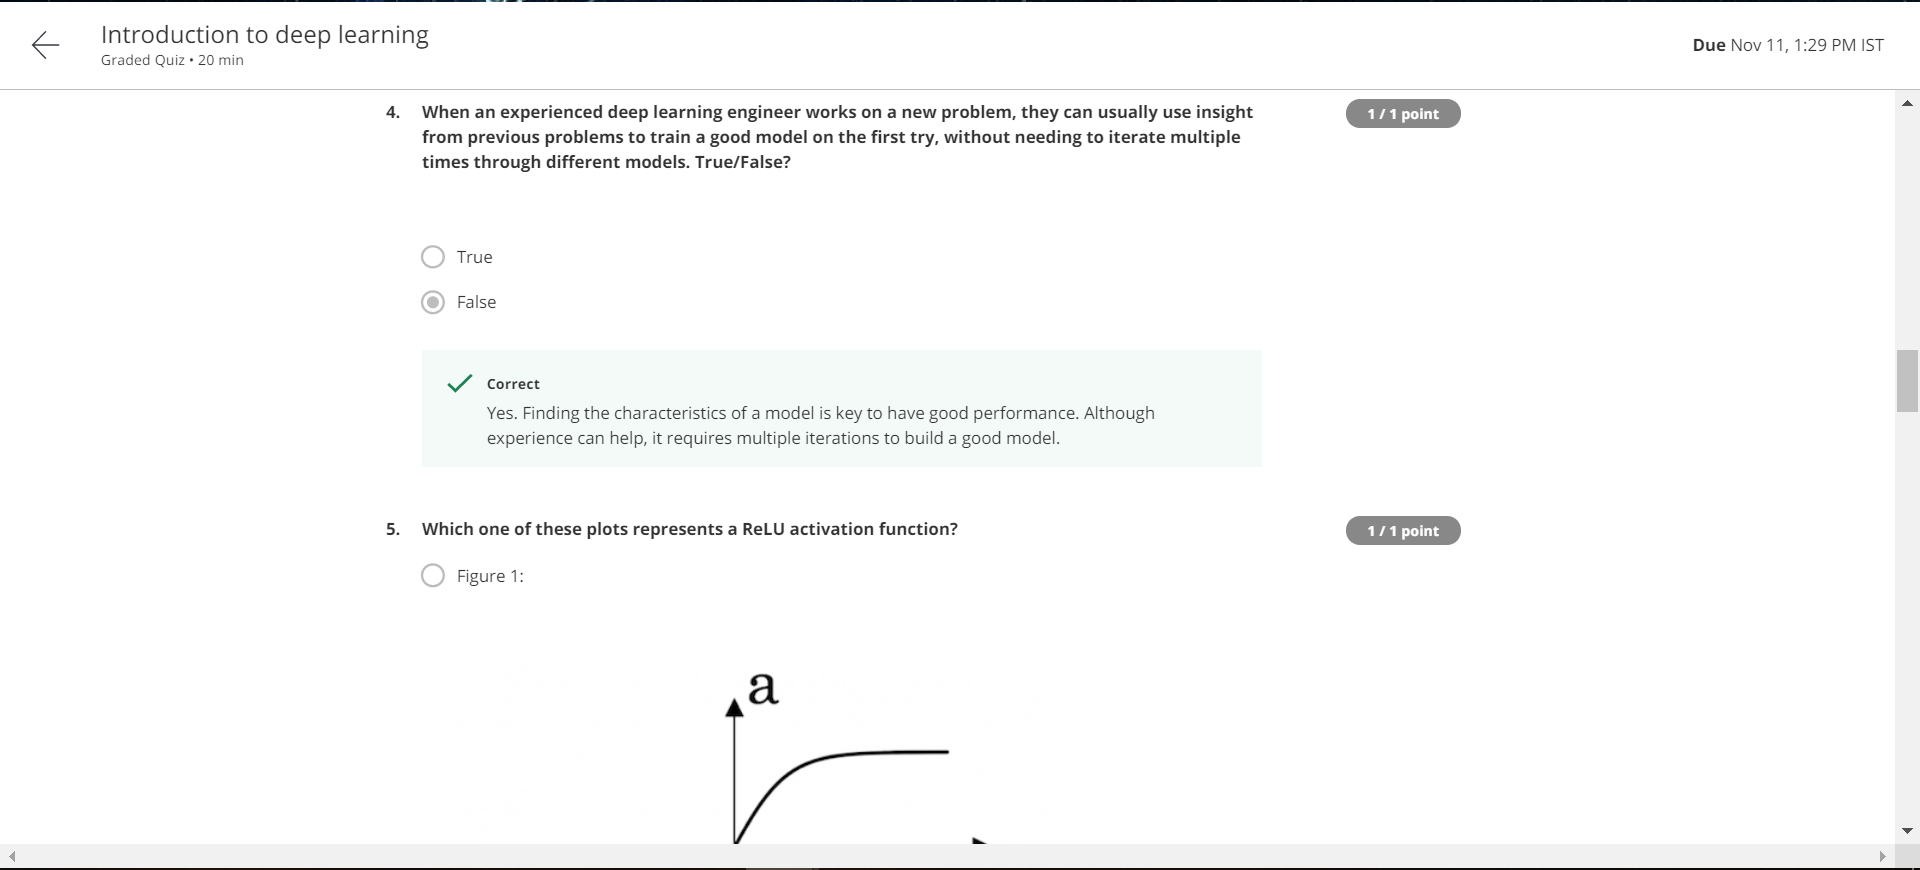 Introduction to deep learning
Graded Quiz • 20 min
Due Nov 11, 1:29 PM IST
4. When an experienced deep learning engineer works on a new problem, they can usually use insight
from previous problems to train a good model on the first try, without needing to iterate multiple
times through different models. True/False?
1 / 1 point
True
False
Correct
Yes. Finding the characteristics of a model is key to have good performance. Although
experience can help, it requires multiple iterations to build a good model.
5. Which one of these plots represents a ReLU activation function?
1 / 1 point
Figure 1:
a